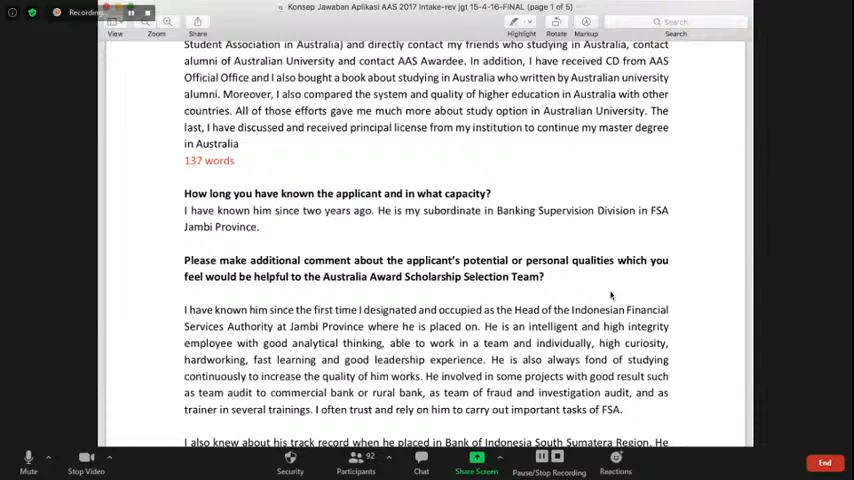 Recording
Konsep Jawaban Aplikasi AAS 2017 Intake-rev jgt 15-4-16-FINAL (page 1 of 5)
View
Zoom
Share
Highlight
Rotate
Markup
Search
Search
Student Association in Australia) and directly contact my friends who studying in Australia, contact
alumni of Australian University and contact AAS Awardee. In addition, I have received CD from AAS
Official Office and I also bought a book about studying in Australia who written by Australian university
alumni. Moreover, I also compared the system and quality of higher education in Australia with other
countries. All of those efforts gave me much more about study option in Australian University. The
last, I have discussed and received principal license from my institution to continue my master degree
in Australia
137 words
How long you have known the applicant and in what capacity?
I have known him since two years ago. He is my subordinate in Banking Supervision Division in FSA
Jambi Province.
Please make additional comment about the applicant's potential or personal qualities which you
feel would be helpful to the Australia Award Scholarship Selection Team?
I have known him since the first time I designated and occupied as the Head of the Indonesian Financial
Services Authority at Jambi Province where he is placed on. He is an intelligent and high integrity
employee with good analytical thinking, able to work in a team and individually, high curiosity,
hardworking, fast learning and good leadership experience. He is also always fond of studying
continuously to increase the quality of him works. He involved in some projects with good result such
as team audit to commercial bank or rural bank, as team of fraud and investigation audit, and as
trainer in several trainings. I often trust and rely on him to carry out important tasks of FSA.
I also knew about his track record when he placed in Bank of Indonesia South Sumatera Region. He
Mute
Stop Video
Security
92
Participants
Chat
Share Screen
Pause/Stop Recording
Reactions
End